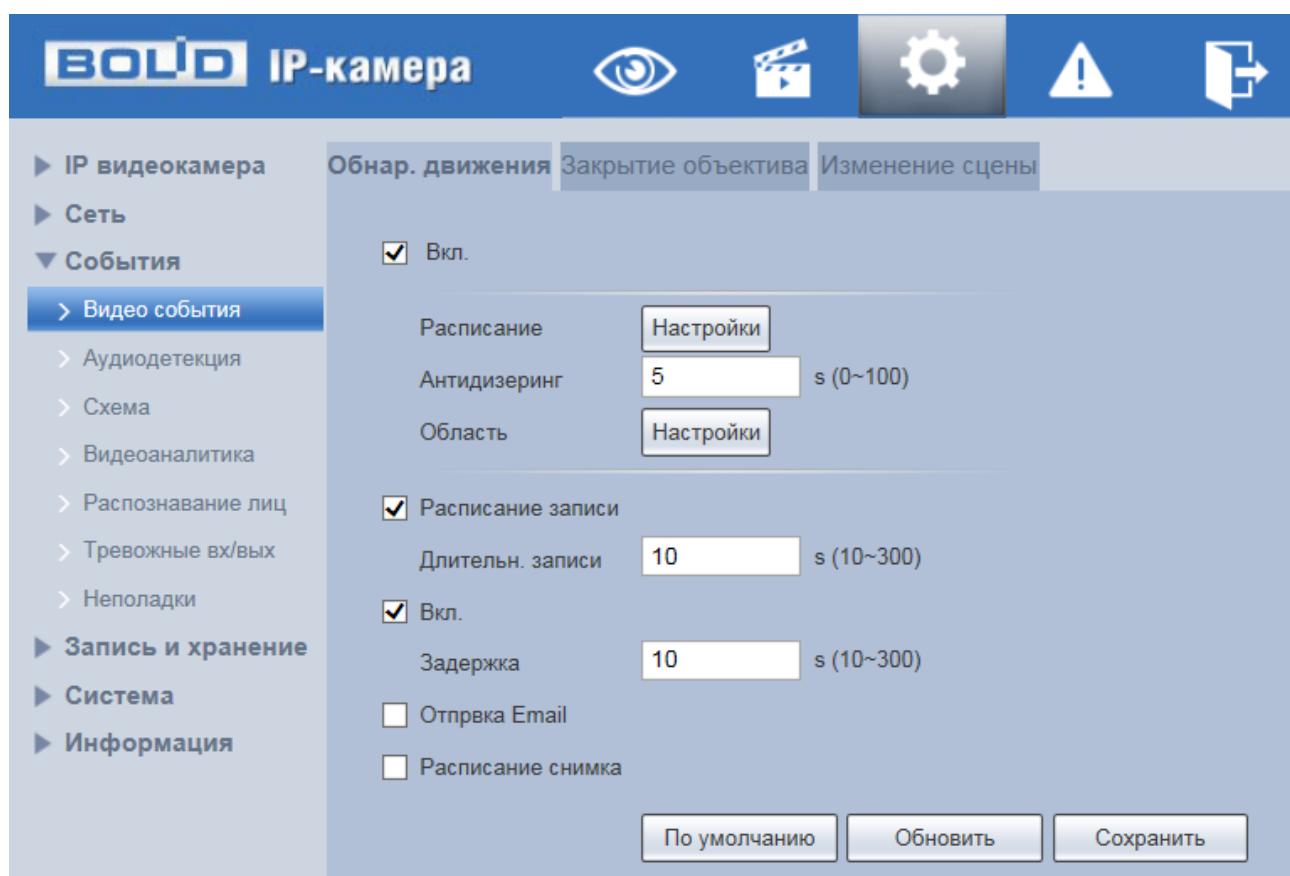 BOLID IP-камера
IP видеокамера
Сеть
События
Видео события
Аудиодетекция
Схема
Видеоаналитика
Распознавание лиц
Тревожные вх/вых
Неполадки
Запись и хранение
Система
Информация
Обнар. движения Закрытие объектива Изменение сцены
Вкл.
Расписание Настройки
Антидизеринг 5 s (0~100)
Область Настройки
Расписание записи
Длительн. записи 10 s (10~300)
Вкл.
Задержка 10 s (10~300)
Отпрвка Email
Расписание снимка
По умолчанию Обновить Сохранить